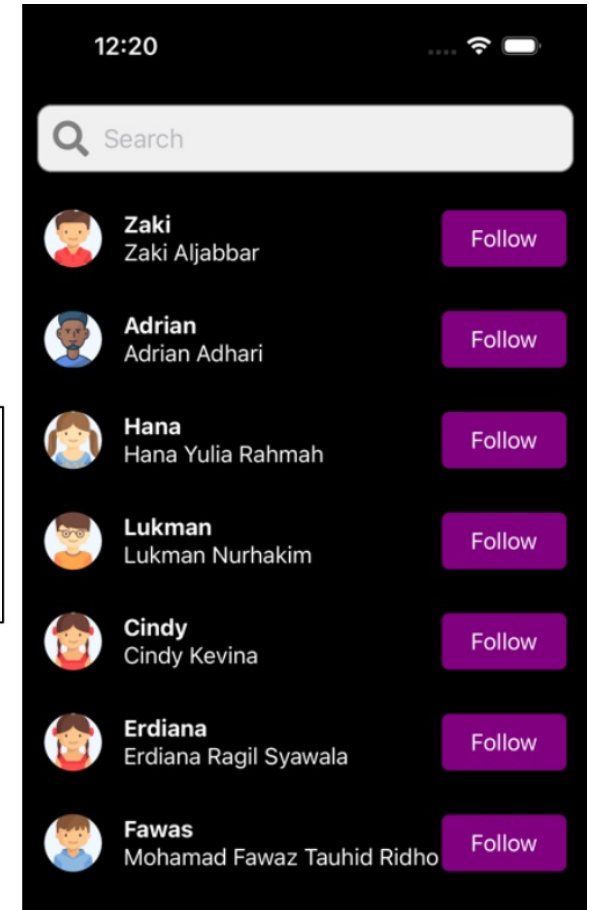 12:20
Search
Zaki
Zaki Aljabbar
Follow
Adrian
Adrian Adhari
Follow
Hana
Hana Yulia Rahmah
Follow
Lukman
Lukman Nurhakim
Follow
Cindy
Cindy Kevina
Follow
Erdiana
Erdiana Ragil Syawala
Follow
Fawas
Mohamad Fawaz Tauhid Ridho
Follow